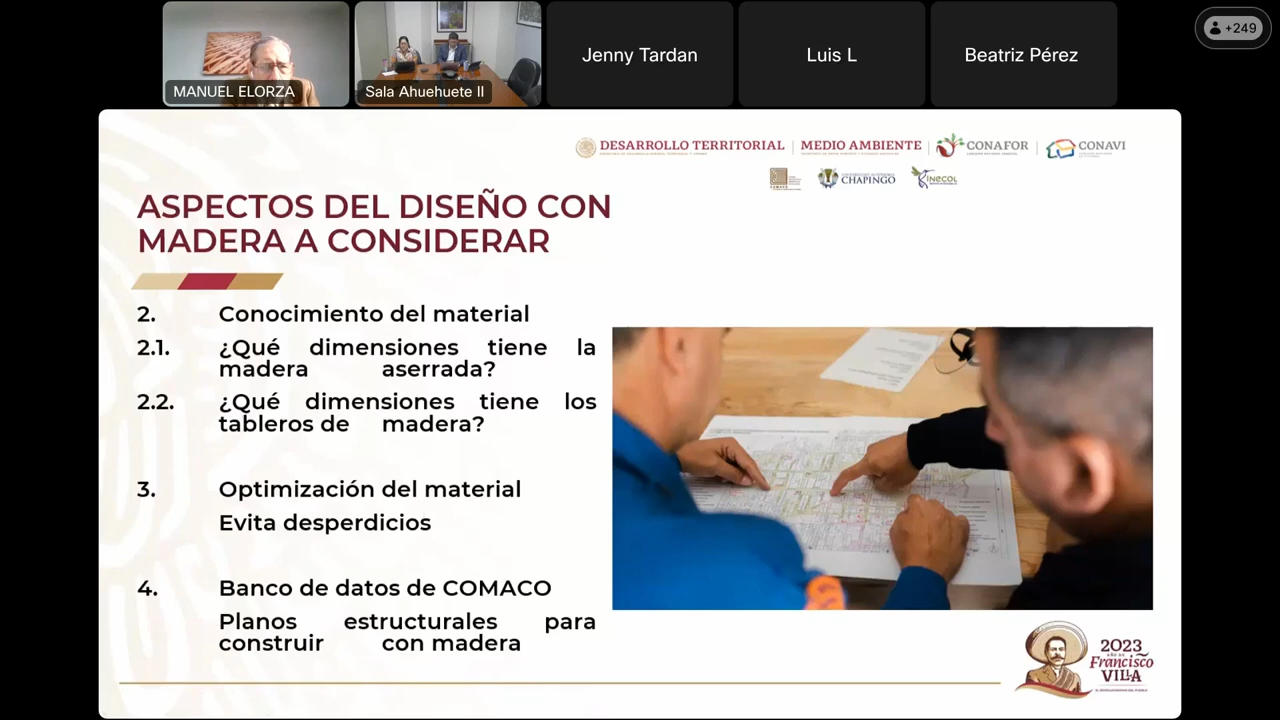 MANUEL ELORZA
Sala Ahuehuete II
Jenny Tardan
Luis L
Beatriz Pérez
+249
DESARROLLO TERRITORIAL
MEDIO AMBIENTE
CONAFOR
CONAVI
CHAPINGO
INECOL
ASPECTOS DEL DISEÑO CON
MADERA A CONSIDERAR
2. Conocimiento del material
2.1. ¿Qué dimensiones tiene la
madera aserrada?
2.2. ¿Qué dimensiones tiene los
tableros de madera?
3. Optimización del material
Evita desperdicios
4. Banco de datos de COMACO
Planos estructurales para
construir con madera
2023
Francisco
VILLA